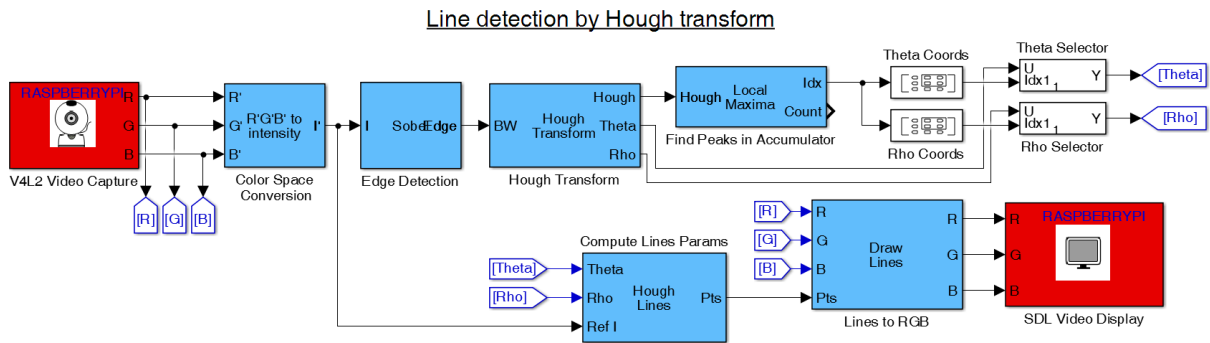 Line detection by Hough transform
RASPBERRYPI
R
G
B
V4L2 Video Capture
[R]
[G]
[B]
R'
G'
B'
R'G'B' to
intensity
I'
Color Space
Conversion
I
Sobel
Edge
Edge Detection
BW
Hough
Transform
Hough
Theta
Rho
Hough Transform
Hough
Local
Maxima
Idx
Count
Find Peaks in Accumulator
Theta Coords
Rho Coords
Theta Selector
U
Idx1
1
Y
[Theta]
U
Idx1
1
Y
[Rho]
Rho Selector
Compute Lines Params
[Theta]
[Rho]
Theta
Rho
Ref I
Hough
Lines
Pts
[R]
[G]
[B]
R
G
B
Pts
Draw
Lines
R
G
B
Lines to RGB
RASPBERRYPI
R
G
B
SDL Video Display